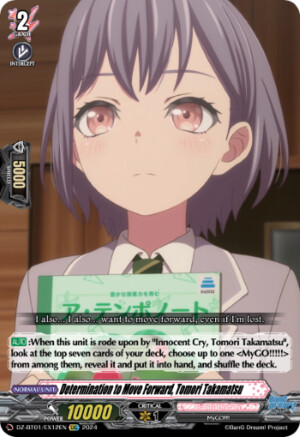 2
GRADE
INTERCEPT
5000
SHIELD
ア・テンポノート
I also... I also... want to move forward, even if I'm lost.
AUTO:When this unit is rode upon by "Innocent Cry, Tomori Takamatsu",
look at the top seven cards of your deck, choose up to one <MyGO!!!!!>
from among them, reveal it and put it into hand, and shuffle the deck.
NORMAL UNIT
Determination to Move Forward, Tomori Takamatsu
POWER
10000
CRITICAL
1
MyGO!!!!!
D DZ-BT01/EX12EN
2024
©BanG Dream! Project